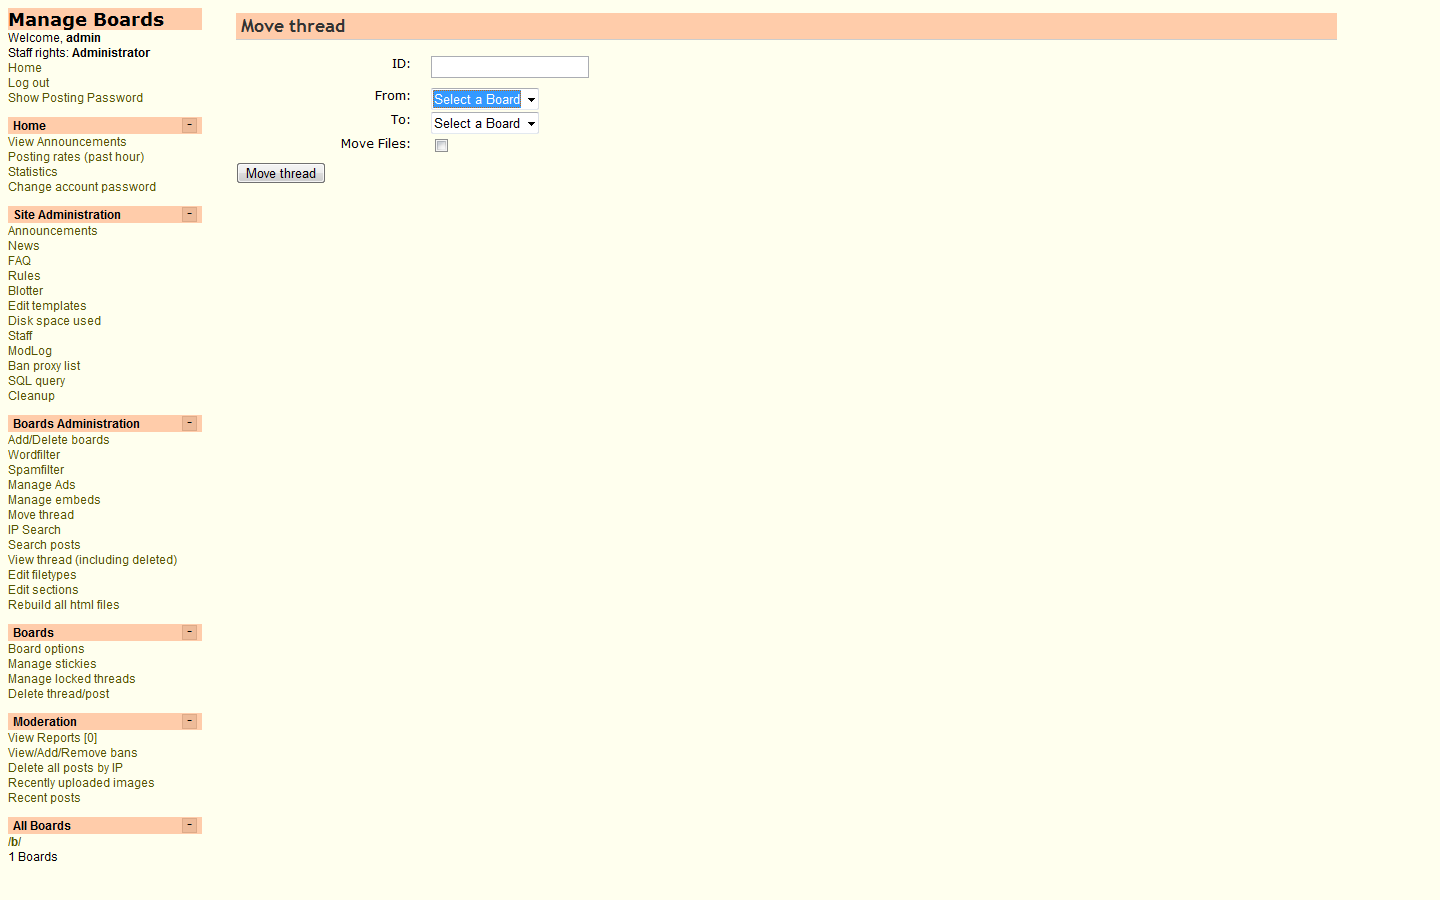 Manage Boards
Welcome, admin
Staff rights: Administrator
Home
Log out
Show Posting Password
Home -
View Announcements
Posting rates (past hour)
Statistics
Change account password
Site Administration -
Announcements
News
FAQ
Rules
Blotter
Edit templates
Disk space used
Staff
ModLog
Ban proxy list
SQL query
Cleanup
Boards Administration -
Add/Delete boards
Wordfilter
Spamfilter
Manage Ads
Manage embeds
Move thread
IP Search
Search posts
View thread (including deleted)
Edit filetypes
Edit sections
Rebuild all html files
Boards -
Board options
Manage stickies
Manage locked threads
Delete thread/post
Moderation -
View Reports [0]
View/Add/Remove bans
Delete all posts by IP
Recently uploaded images
Recent posts
All Boards -
/b/
1 Boards
Move thread
ID:
From: Select a Board
To: Select a Board
Move Files:
Move thread